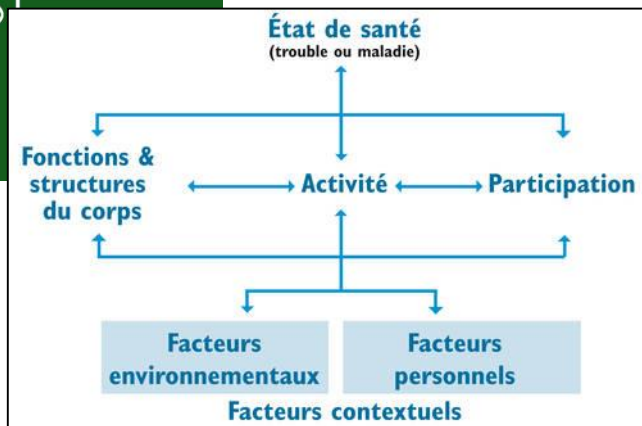 État de santé
(trouble ou maladie)
Fonctions &
structures
du corps
Activité
Participation
Facteurs
environnementaux
Facteurs
personnels
Facteurs contextuels